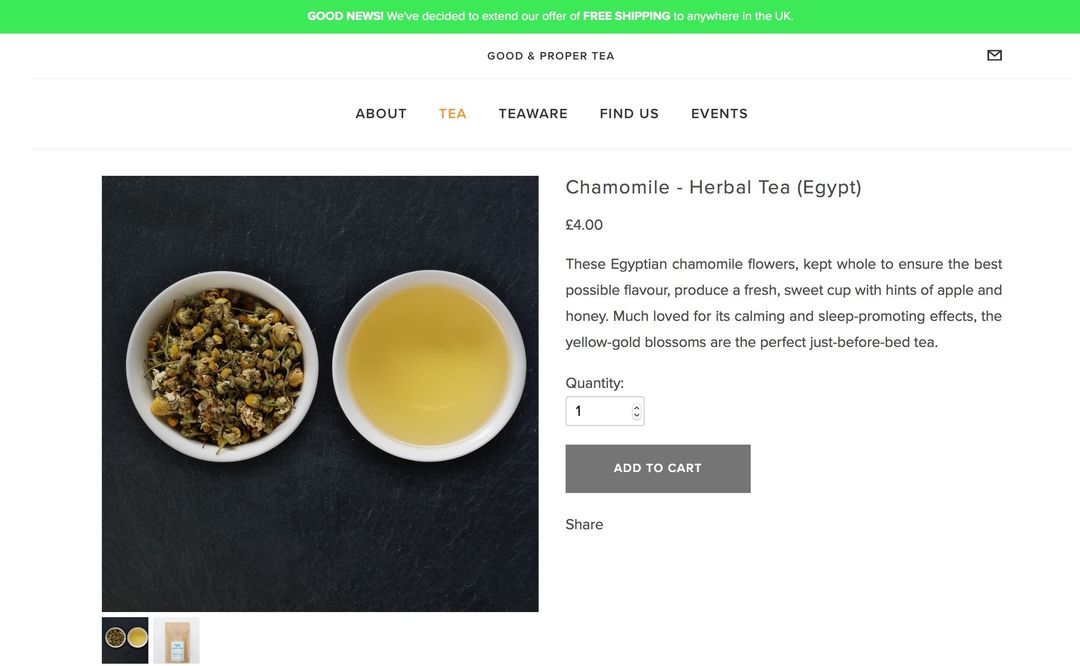 GOOD NEWS! We've decided to extend our offer of FREE SHIPPING to anywhere in the UK.
GOOD & PROPER TEA
ABOUT TEA TEAWARE FIND US EVENTS
Chamomile - Herbal Tea (Egypt)
£4.00
These Egyptian chamomile flowers, kept whole to ensure the best
possible flavour, produce a fresh, sweet cup with hints of apple and
honey. Much loved for its calming and sleep-promoting effects, the
yellow-gold blossoms are the perfect just-before-bed tea.
Quantity:
1
ADD TO CART
Share